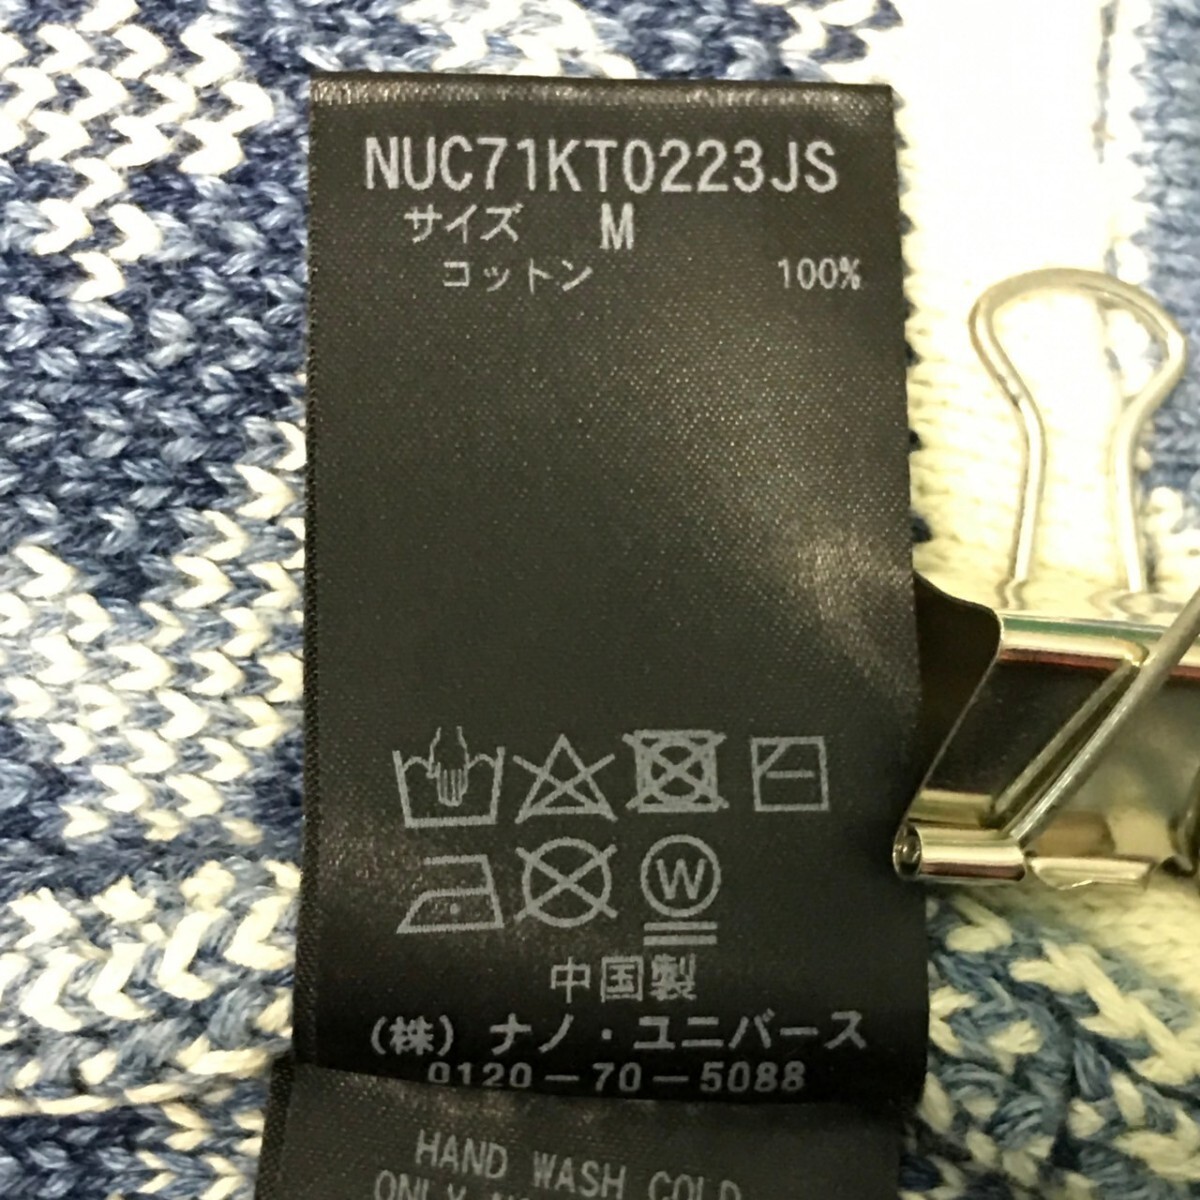 NUC71KT0223JS
サイズ M
コットン 100%
W
中国製
(株) ナノ・ユニバース
0120-70-5088
HAND WASH COLD
ONLY